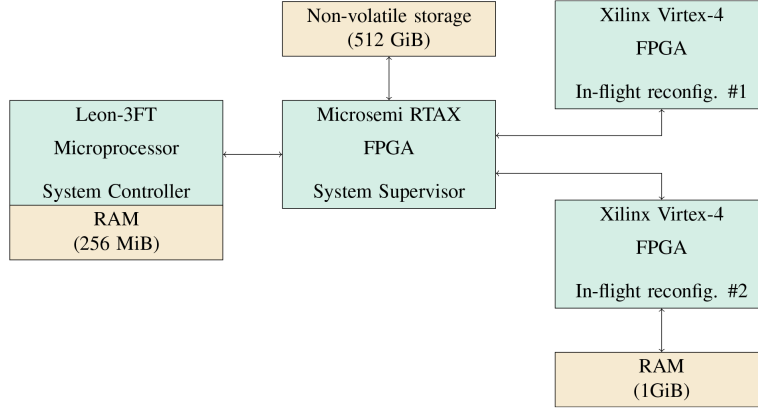 Non-volatile storage
(512 GiB)
Xilinx Virtex-4
FPGA
In-flight reconfig. #1
Leon-3FT
Microprocessor
System Controller
RAM
(256 MiB)
Microsemi RTAX
FPGA
System Supervisor
Xilinx Virtex-4
FPGA
In-flight reconfig. #2
RAM
(1GiB)